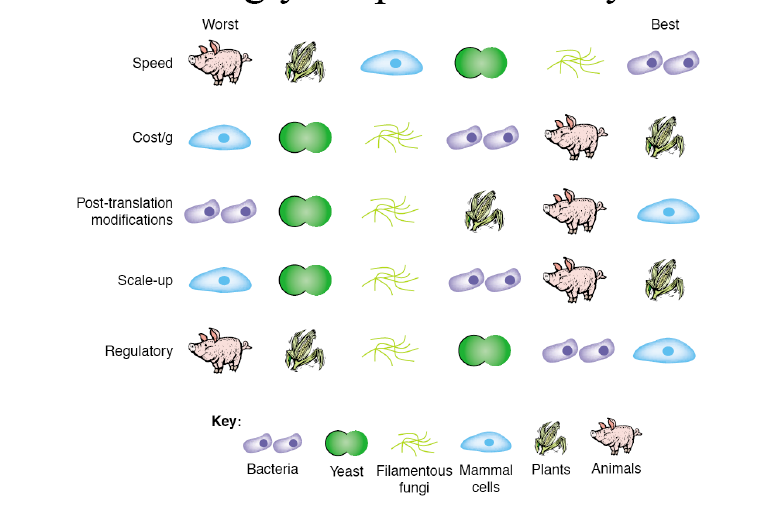 Worst Best
Speed
Cost/g
Post-translation
modifications
Scale-up
Regulatory
Key:
Bacteria Yeast Filamentous Mammal Plants Animals
fungi cells